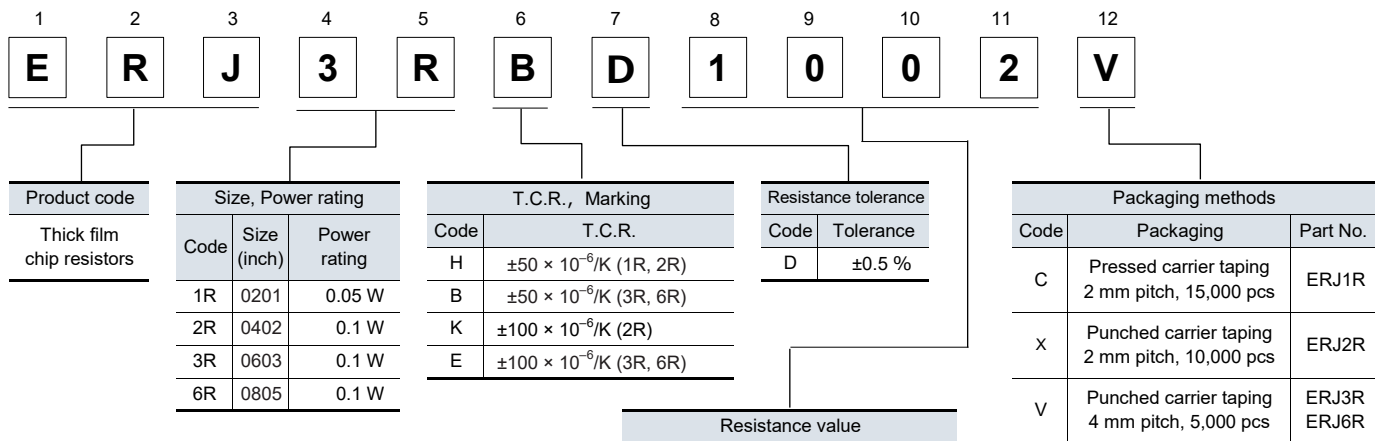 1 2 3 4 5 6 7 8 9 10 11 12
E R J 3 R B D 1 0 0 2 V
Product code
Thick film
chip resistors
Size, Power rating
Code Size (inch) Power rating
1R 0201 0.05 W
2R 0402 0.1 W
3R 0603 0.1 W
6R 0805 0.1 W
T.C.R., Marking
Code T.C.R.
H ±50 × 10⁻⁶/K (1R, 2R)
B ±50 × 10⁻⁶/K (3R, 6R)
K ±100 × 10⁻⁶/K (2R)
E ±100 × 10⁻⁶/K (3R, 6R)
Resistance tolerance
Code Tolerance
D ±0.5 %
Resistance value
Packaging methods
Code Packaging Part No.
C Pressed carrier taping 2 mm pitch, 15,000 pcs ERJ1R
X Punched carrier taping 2 mm pitch, 10,000 pcs ERJ2R
V Punched carrier taping 4 mm pitch, 5,000 pcs ERJ3R ERJ6R